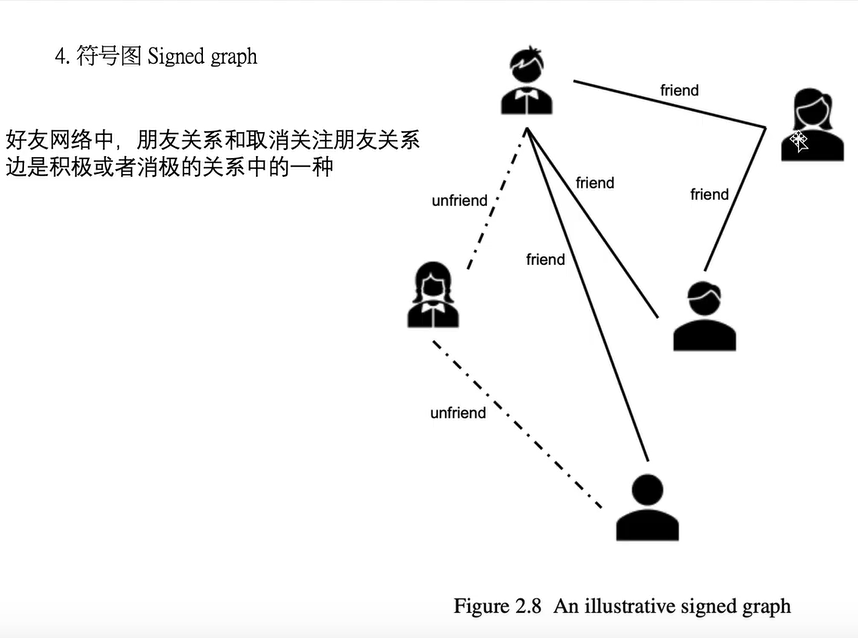 4. 符号图 Signed graph
好友网络中，朋友关系和取消关注朋友关系
边是积极或者消极的关系中的一种
friend
friend
friend
unfriend
friend
unfriend
Figure 2.8 An illustrative signed graph